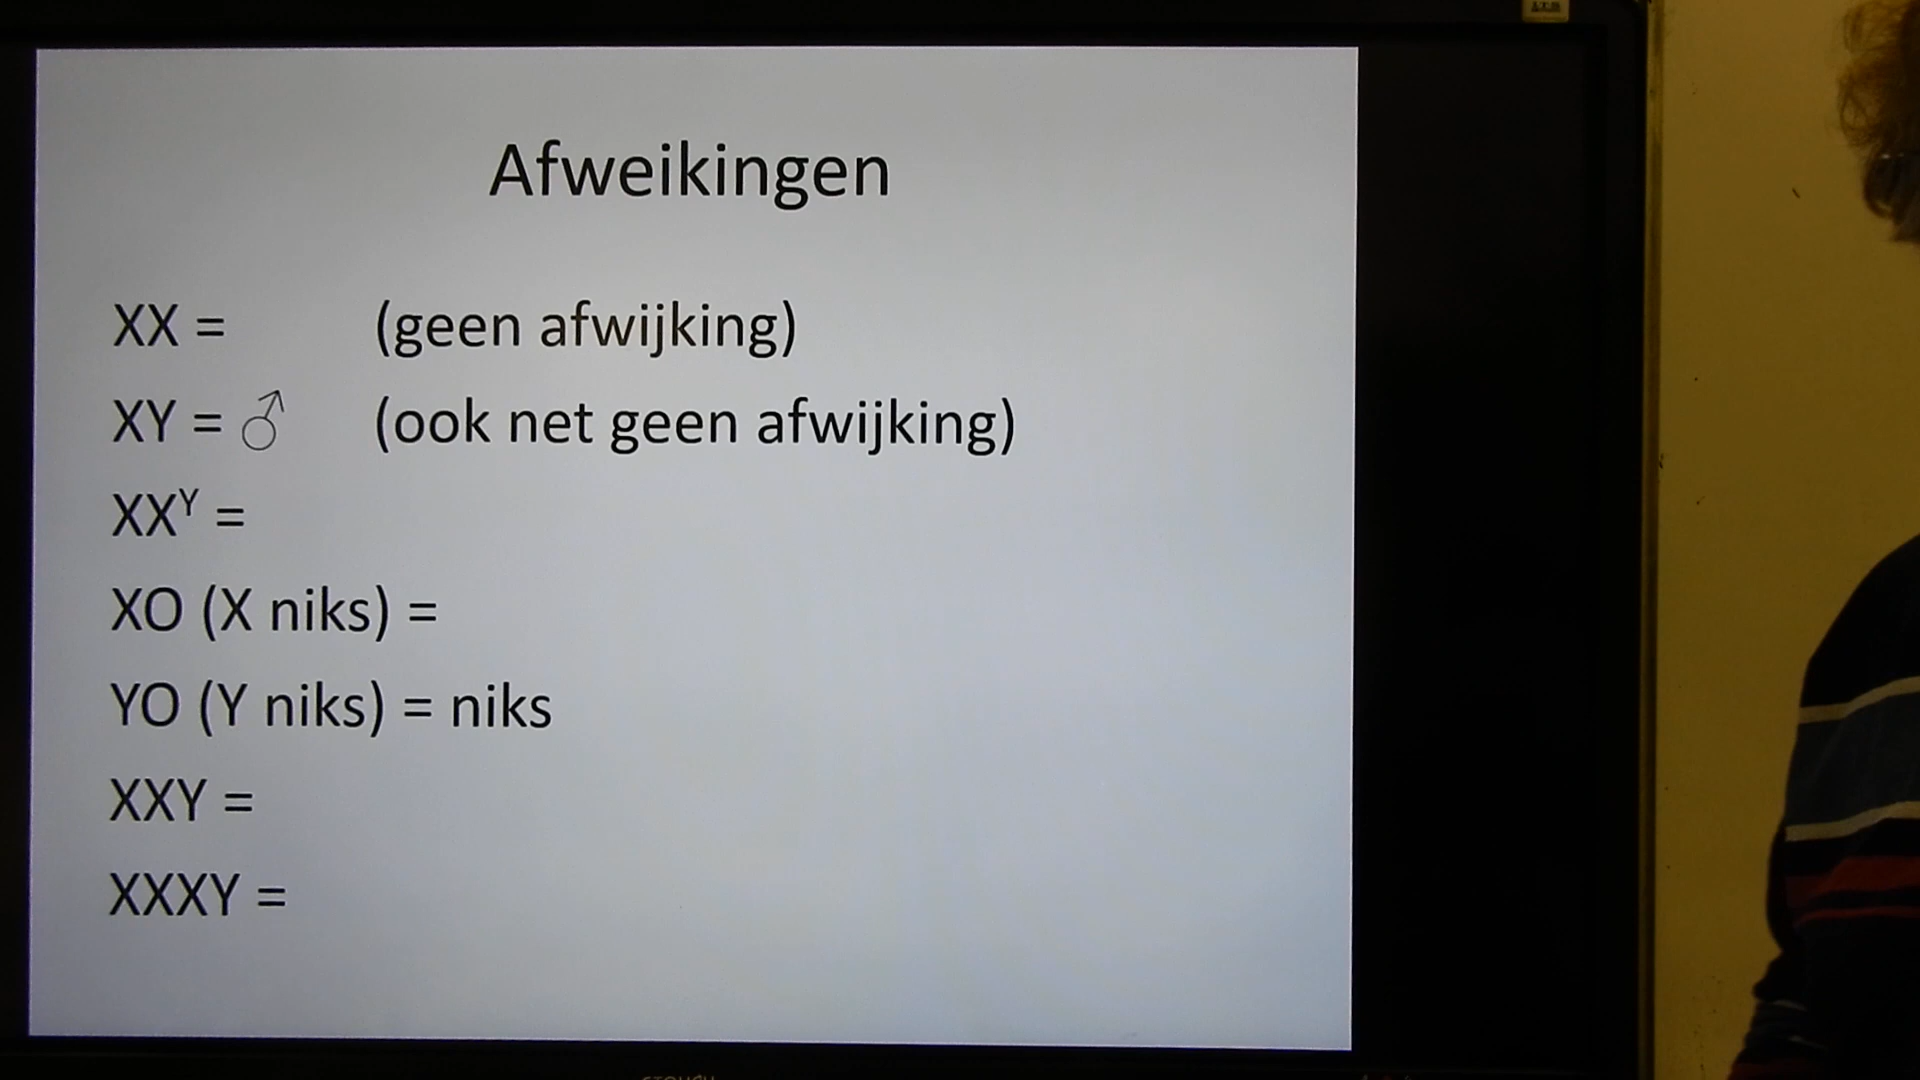 Afweikingen
XX = (geen afwijking)
XY = ♂ (ook net geen afwijking)
XXʸ =
XO (X niks) =
YO (Y niks) = niks
XXY =
XXXY =